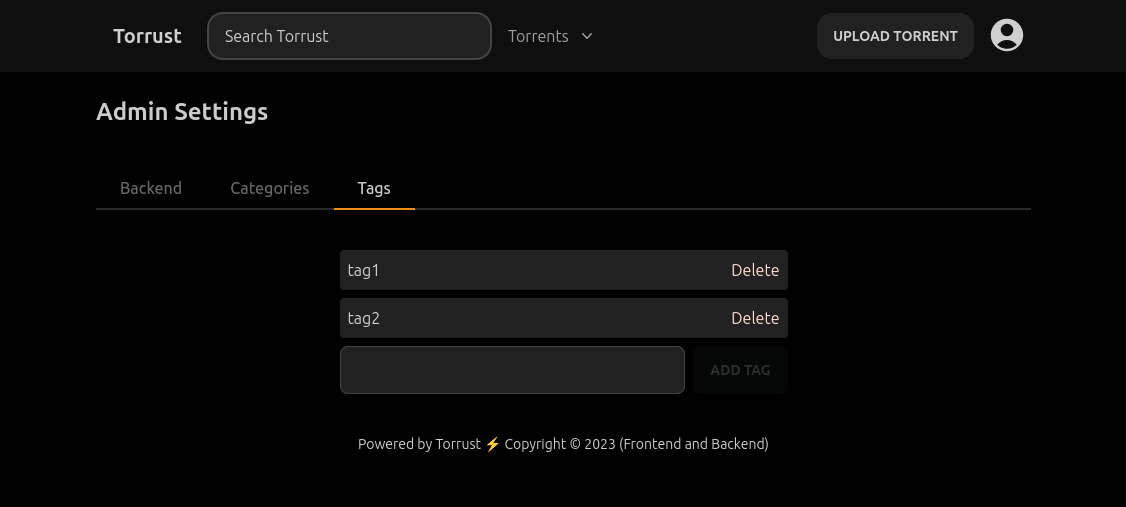 Torrust Search Torrust Torrents UPLOAD TORRENT
Admin Settings
Backend Categories Tags
tag1 Delete
tag2 Delete
ADD TAG
Powered by Torrust ⚡ Copyright © 2023 (Frontend and Backend)